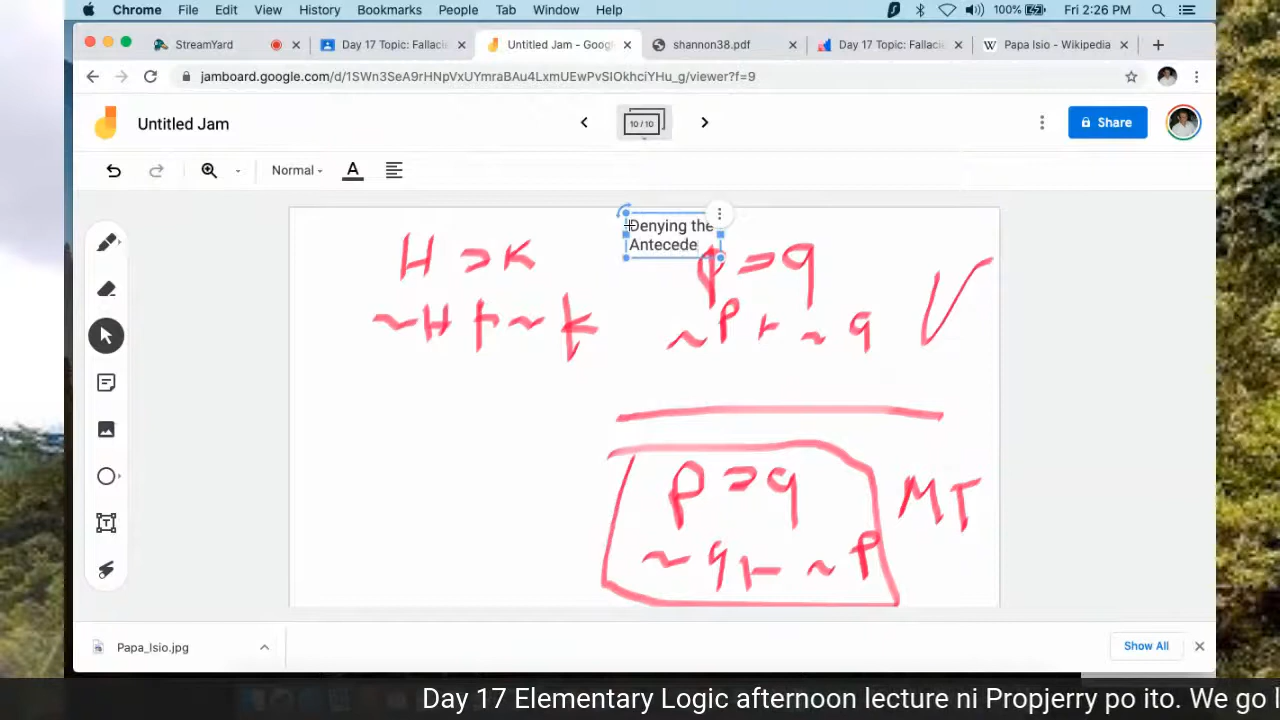 Chrome File Edit View History Bookmarks People Tab Window Help 100% Fri 2:26 PM
StreamYard Day 17 Topic: Fallacie Untitled Jam - Goog shannon38.pdf Day 17 Topic: Fallacie W Papa Isio - Wikipedia
jamboard.google.com/d/1SWn3SeA9rHNpVxUYmraBAu4LxmUEwPvSIOkhciYHu_g/viewer?f=9
Untitled Jam
10 / 10
Share
Normal A
Denying the
Antecede
H ⊃ K
~H ⊢ ~K
p ⊃ q
~p ⊢ ~q
p ⊃ q
~q ⊢ ~p
MT
Papa_Isio.jpg
Show All
Day 17 Elementary Logic afternoon lecture ni Propjerry po ito. We go l